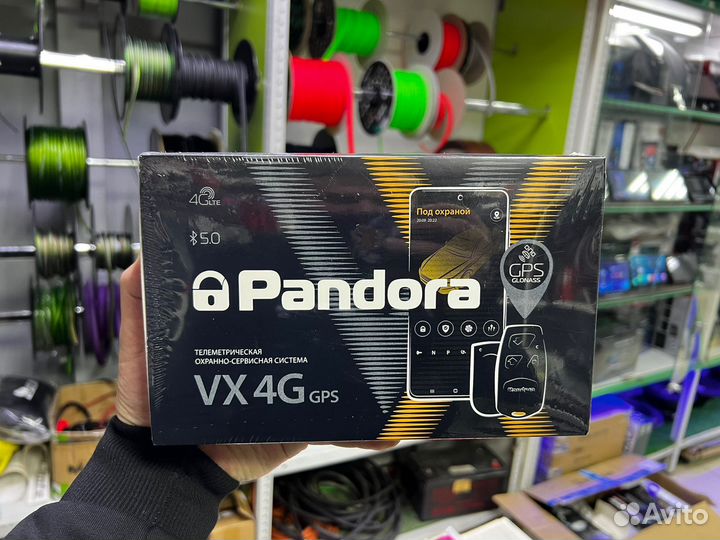 4G LTE
5.0
Pandora
ТЕЛЕМЕТРИЧЕСКАЯ
ОХРАННО-СЕРВИСНАЯ СИСТЕМА
VX 4G GPS
Под охраной
GPS
GLONASS
Avito